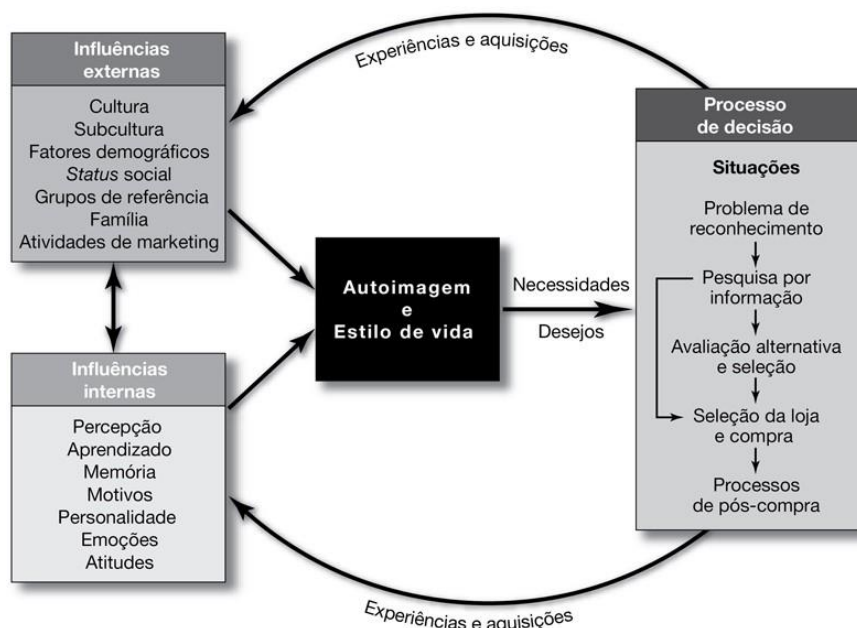 Influências
externas
Cultura
Subcultura
Fatores demográficos
Status social
Grupos de referência
Família
Atividades de marketing
Influências
internas
Percepção
Aprendizado
Memória
Motivos
Personalidade
Emoções
Atitudes
Experiências e aquisições
Autoimagem
e
Estilo de vida
Necessidades
Desejos
Experiências e aquisições
Processo
de decisão
Situações
Problema de
reconhecimento
Pesquisa por
informação
Avaliação alternativa
e seleção
Seleção da loja
e compra
Processos
de pós-compra